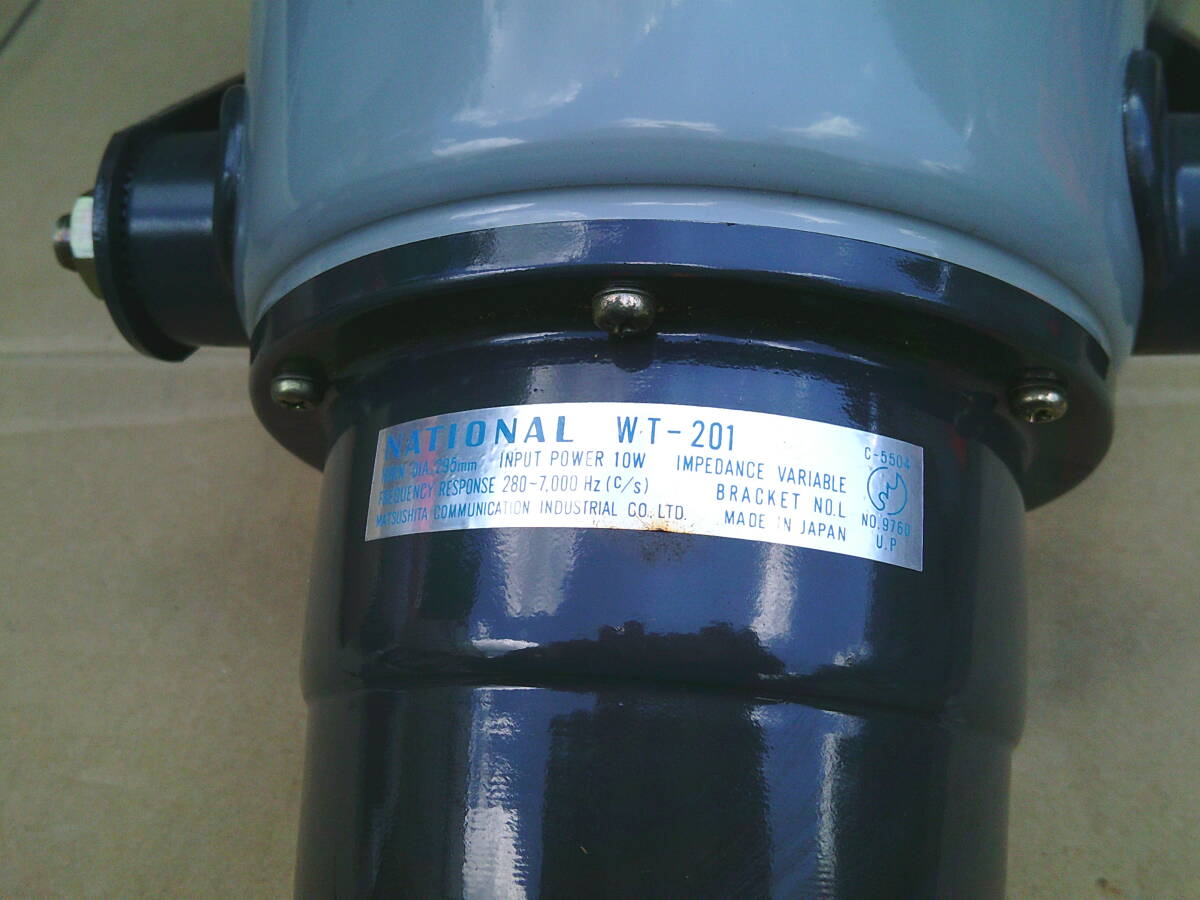 NATIONAL WT-201
HORN DIA. 295mm INPUT POWER 10W IMPEDANCE VARIABLE
FREQUENCY RESPONSE 280~7,000 Hz (C/s) BRACKET NO.L
MATSUSHITA COMMUNICATION INDUSTRIAL CO. LTD. MADE IN JAPAN
C-5504
NO.9760
U.P